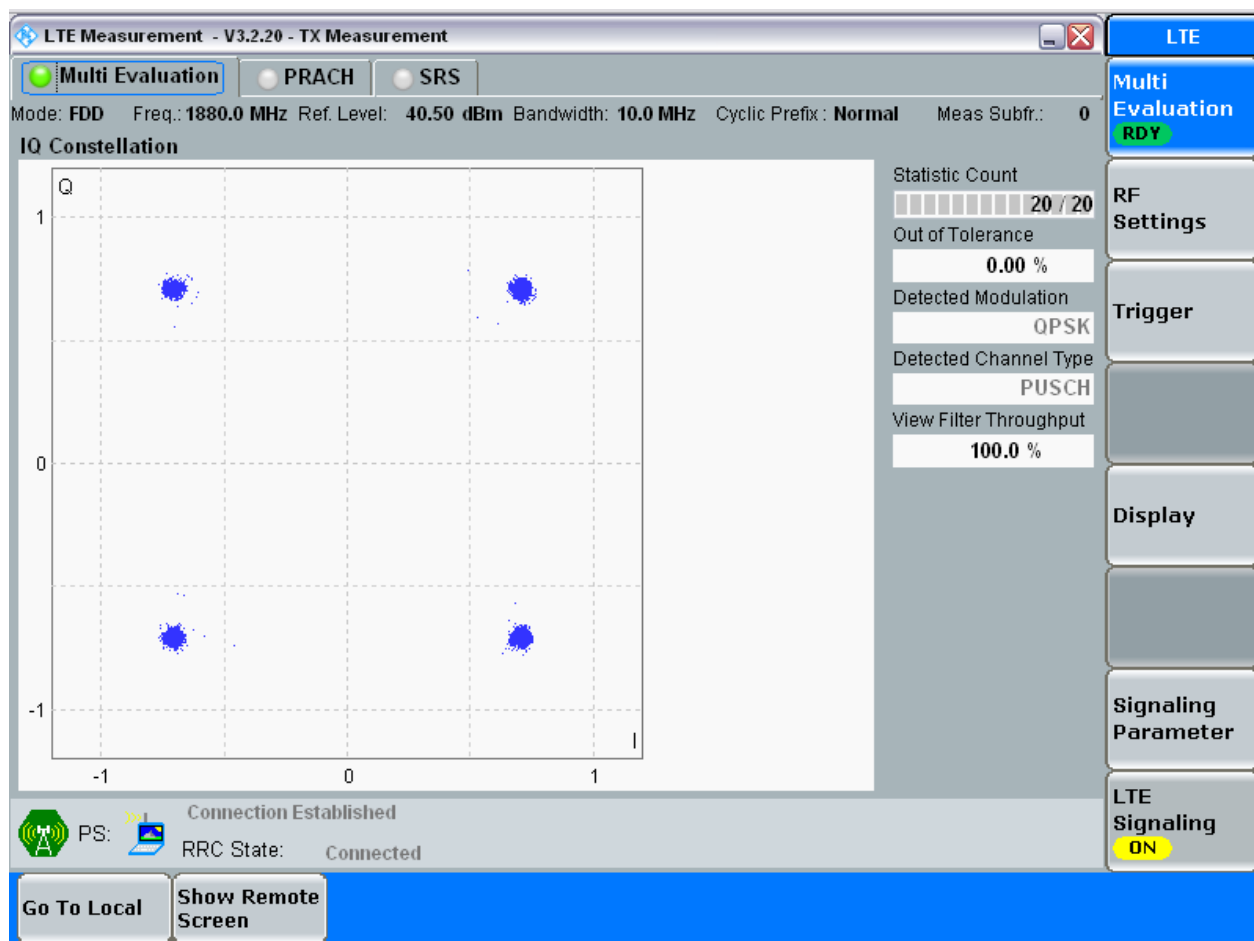 LTE Measurement - V3.2.20 - TX Measurement
LTE
Multi Evaluation PRACH SRS
Mode: FDD Freq.: 1880.0 MHz Ref. Level: 40.50 dBm Bandwidth: 10.0 MHz Cyclic Prefix : Normal Meas Subfr.: 0
IQ Constellation
Q
1
0
-1
I
-1 0 1
Statistic Count
20 / 20
Out of Tolerance
0.00 %
Detected Modulation
QPSK
Detected Channel Type
PUSCH
View Filter Throughput
100.0 %
Multi
Evaluation
RDY
RF
Settings
Trigger
Display
Signaling
Parameter
LTE
Signaling
ON
PS: Connection Established
RRC State: Connected
Go To Local
Show Remote
Screen